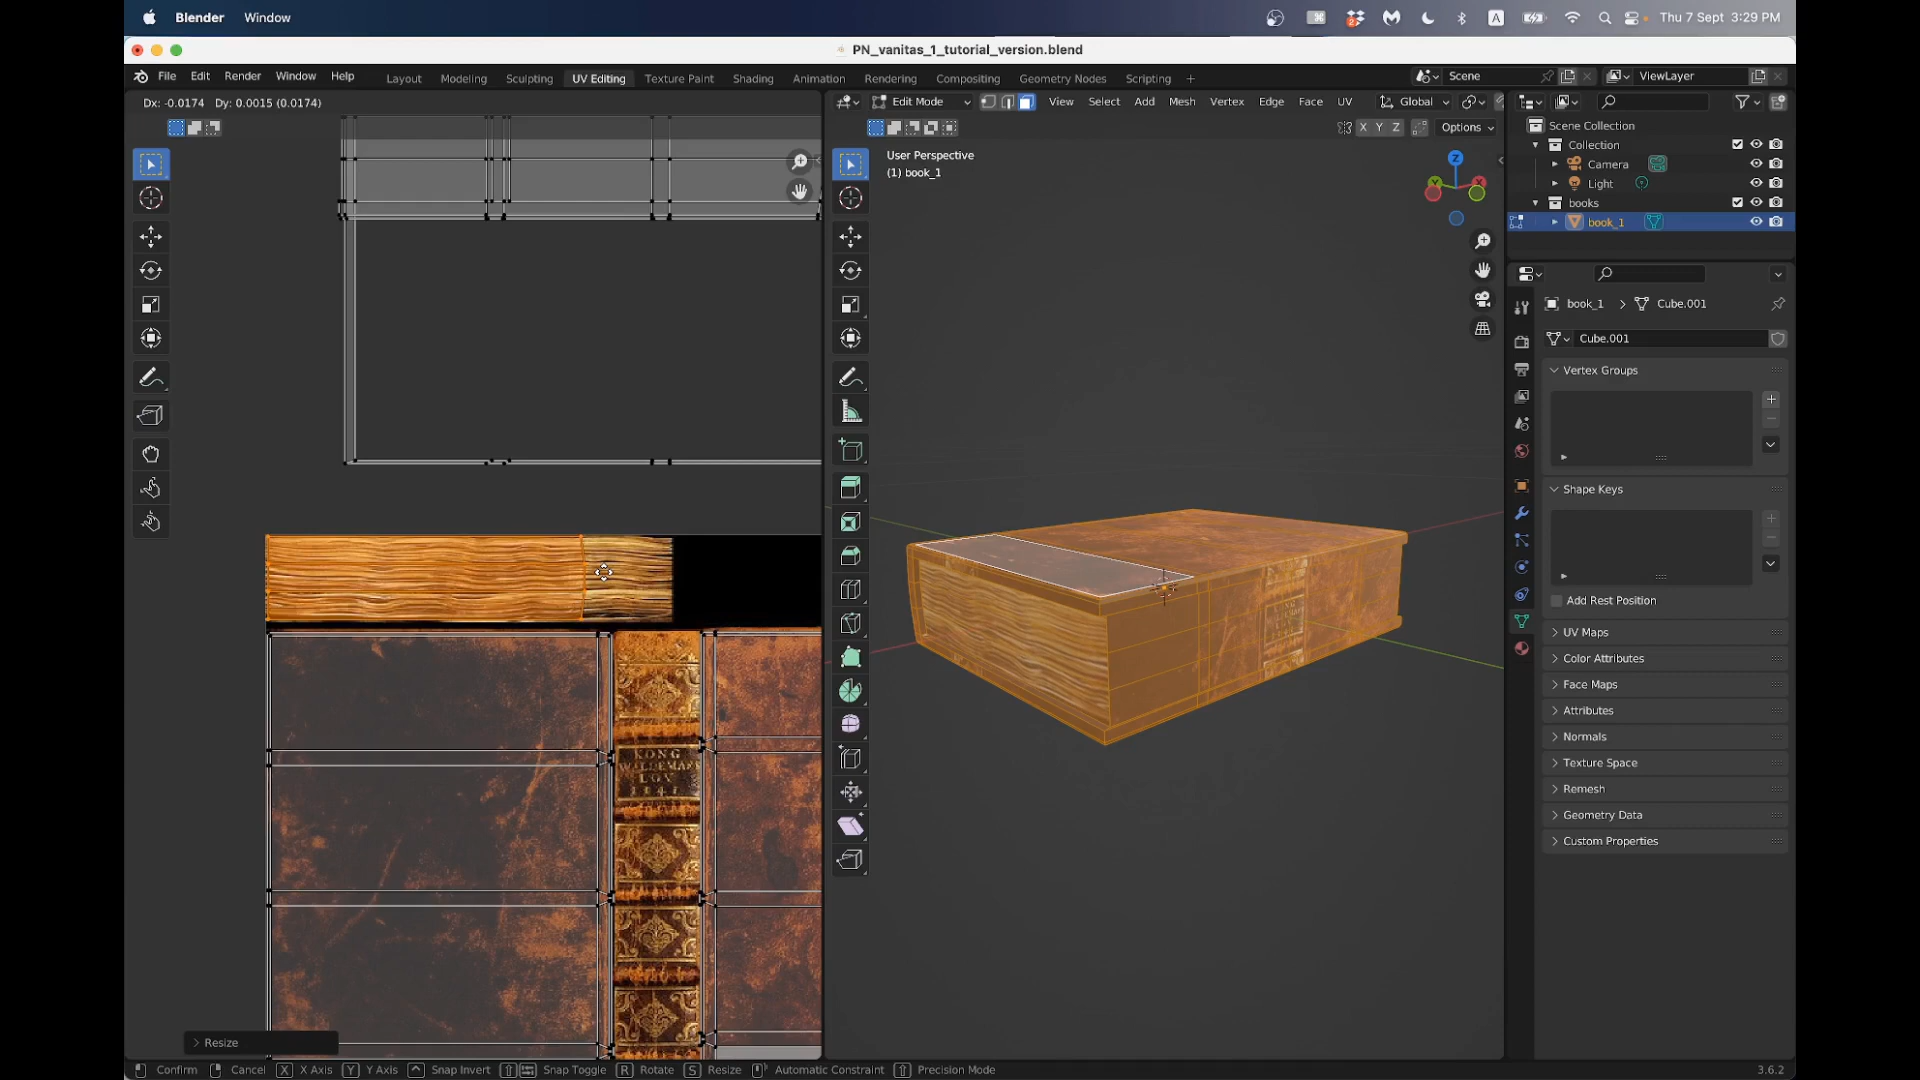 Blender Window
A
Thu 7 Sept 3:29 PM
PN_vanitas_1_tutorial_version.blend
File Edit Render Window Help
Layout Modeling Sculpting UV Editing Texture Paint Shading Animation Rendering Compositing Geometry Nodes Scripting +
Scene
ViewLayer
Dx: -0.0174 Dy: 0.0015 (0.0174)
Edit Mode
View Select Add Mesh Vertex Edge Face UV
Global
X Y Z
Options
User Perspective
(1) book_1
Z
Scene Collection
Collection
Camera
Light
books
book_1
book_1 > Cube.001
Cube.001
Vertex Groups
Shape Keys
Add Rest Position
UV Maps
Color Attributes
Face Maps
Attributes
Normals
Texture Space
Remesh
Geometry Data
Custom Properties
KONG
Resize
Confirm Cancel X X Axis Y Y Axis Snap Invert Snap Toggle R Rotate S Resize Automatic Constraint Precision Mode
3.6.2